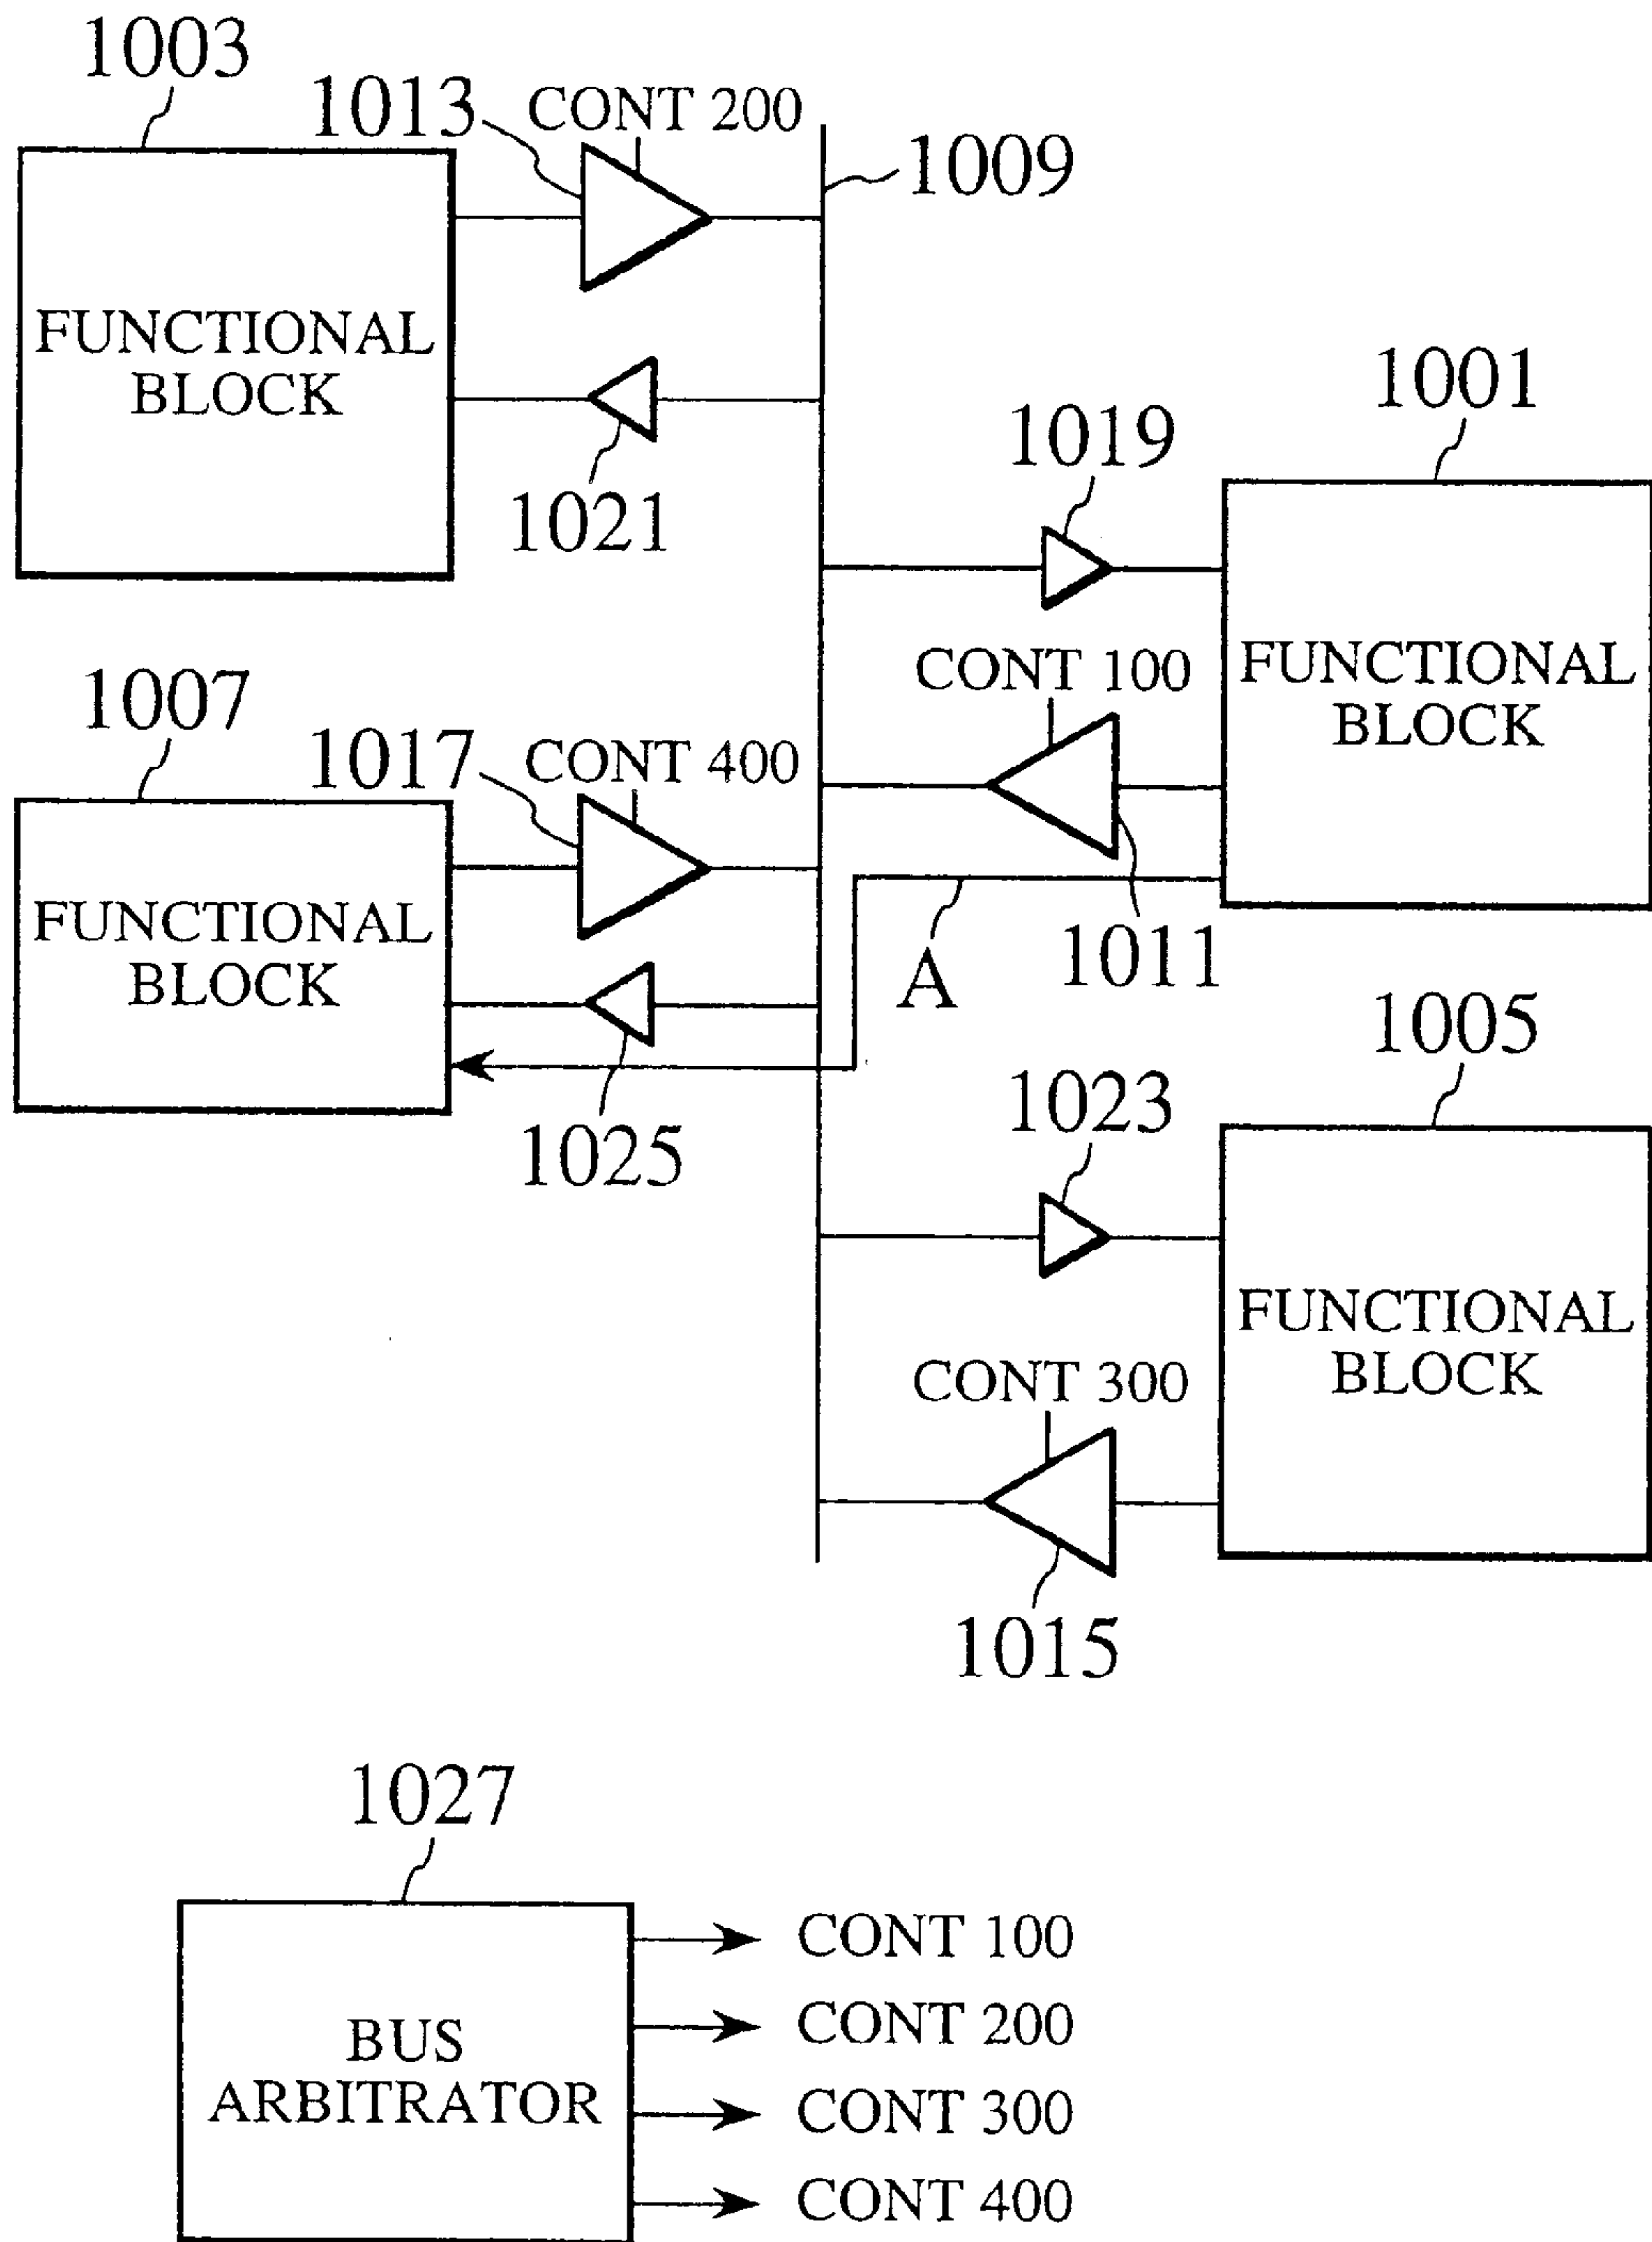 1003
1013
CONT 200
1009
FUNCTIONAL
BLOCK
1021
1019
1001
FUNCTIONAL
BLOCK
CONT 100
1011
A
1007
1017
CONT 400
FUNCTIONAL
BLOCK
1025
1005
1023
FUNCTIONAL
BLOCK
CONT 300
1015
1027
BUS
ARBITRATOR
CONT 100
CONT 200
CONT 300
CONT 400